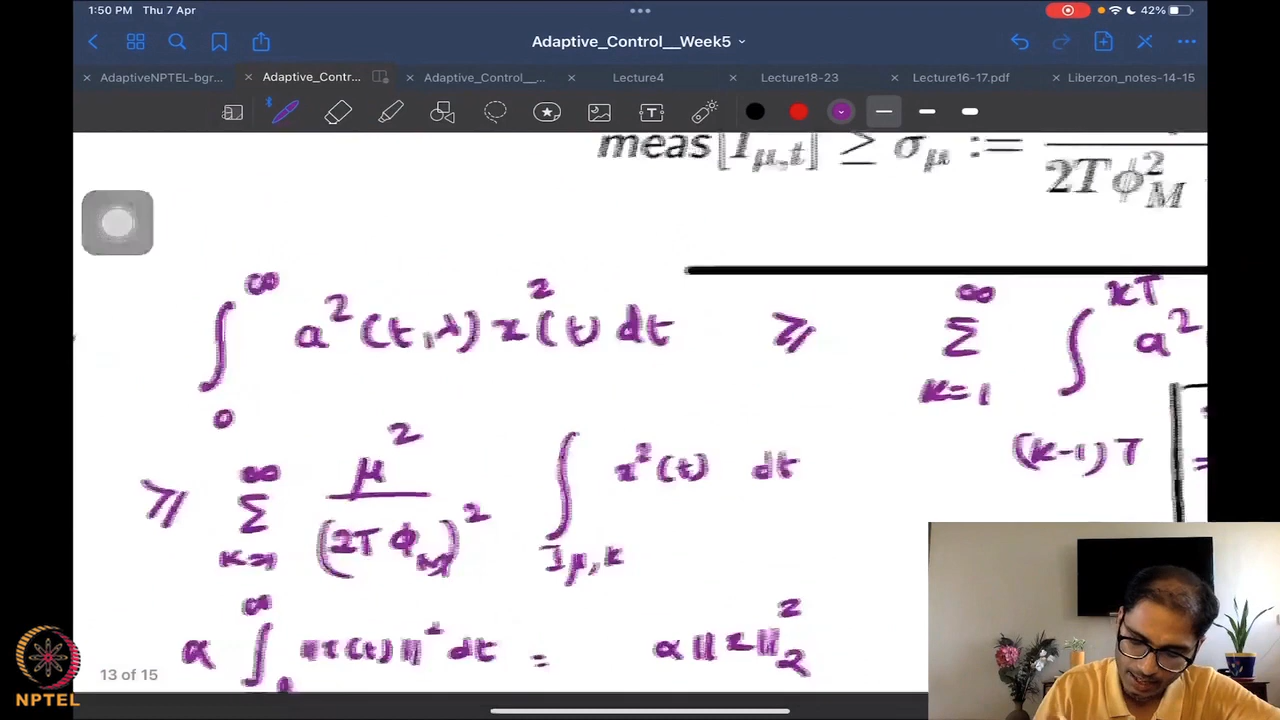 1:50 PM Thu 7 Apr
42%
Adaptive_Control__Week5
AdaptiveNPTEL-bgr...
Adaptive_Contr...
Adaptive_Control__...
Lecture4
Lecture18-23
Lecture16-17.pdf
Liberzon_notes-14-15
meas[I_{μ,t}] ≥ σ_μ := / 2Tφ_M^2
∫_0^∞ a^2(t,λ) x^2(t) dt ≥ Σ_{k=1}^∞ ∫_{(k-1)T}^{kT} a^2
≥ Σ_{k=1}^∞ μ^2/(2Tφ_M)^2 ∫_{I_{μ,k}} x^2(t) dt
α ∫_0^∞ ||x(t)||^2 dt = α||x||_2^2
13 of 15
NPTEL